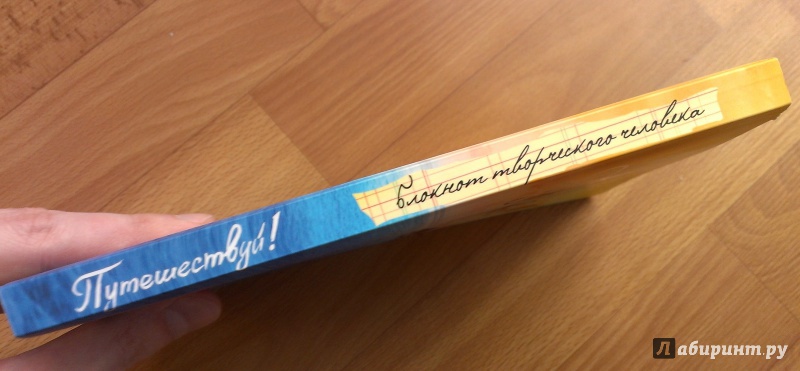 Путешествуй!
Блокнот творческого человека
Лабиринт.ру